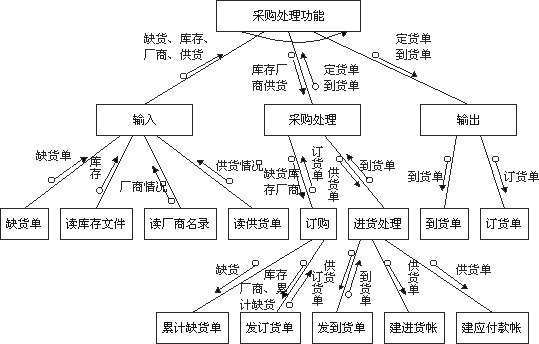 采购处理功能
缺货、库存、
厂商、供货
库存厂
商供货
定货单
到货单
定货单
到货单
输入
采购处理
输出
缺货单
库存
厂商情况
供货情况
缺货库
存厂商
订货单
供货单
到货单
到货单
订货单
缺货单
读库存文件
读厂商名录
读供货单
订购
进货处理
到货单
订货单
缺货
库存
厂商、累
计缺货
订货单
供货
到货单
供货单
供货单
累计缺货单
发订货单
发到货单
建进货帐
建应付款帐